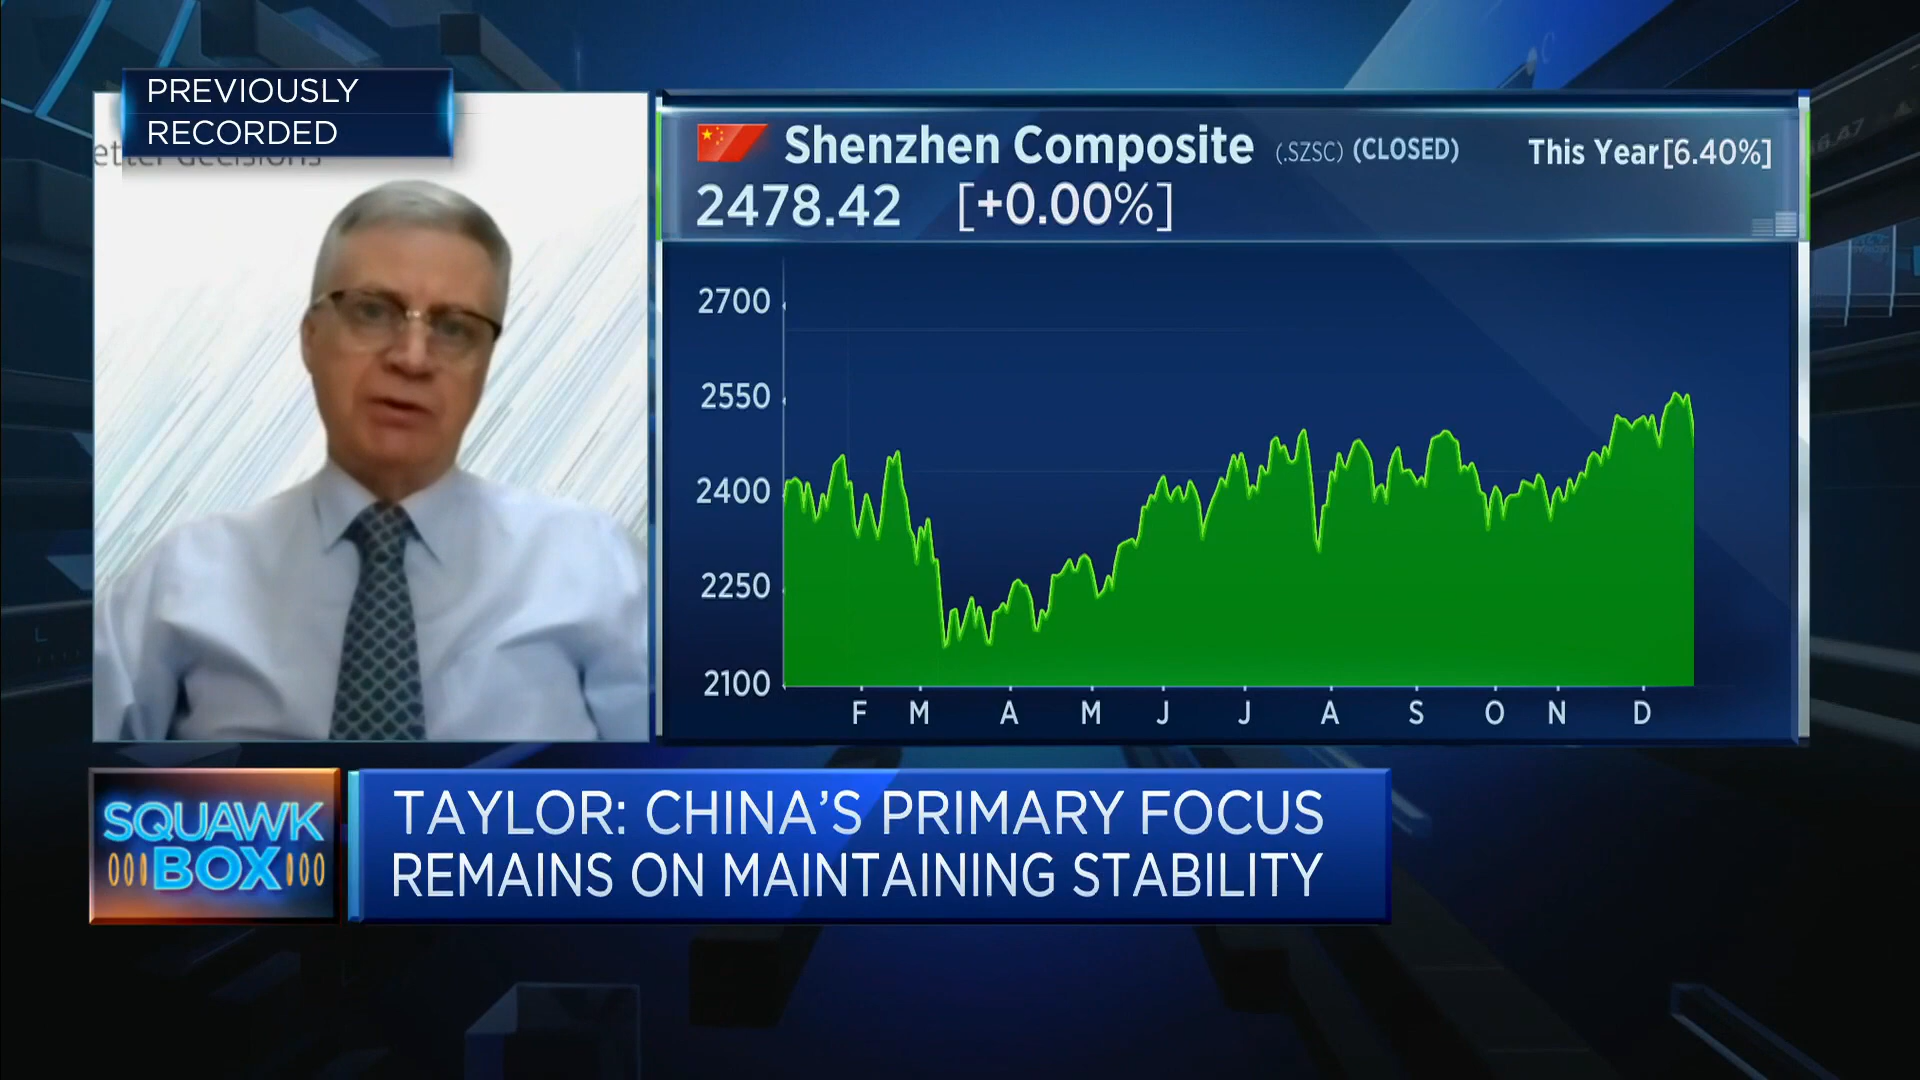 PREVIOUSLY
RECORDED
decisions
Shenzhen Composite (.SZSC) (CLOSED) This Year[6.40%]
2478.42 [+0.00%]
2700
2550
2400
2250
2100
F M A M J J A S O N D
SQUAWK
BOX
TAYLOR: CHINA'S PRIMARY FOCUS
REMAINS ON MAINTAINING STABILITY